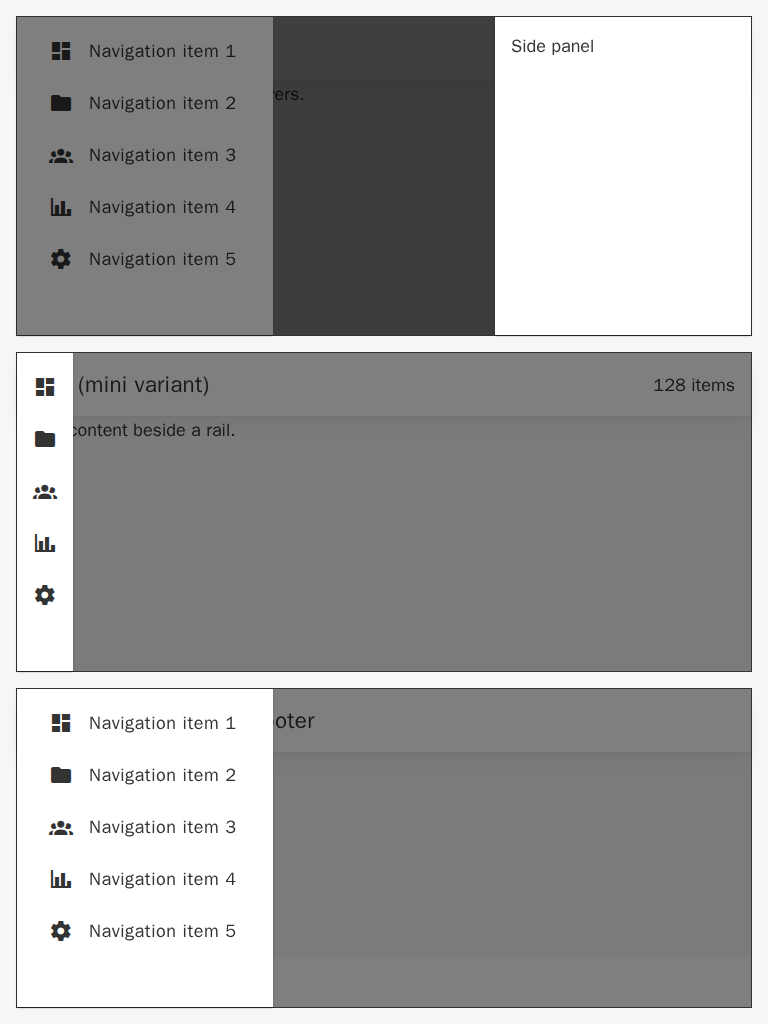 Navigation item 1
Side panel
Navigation item 2
Navigation item 3
Navigation item 4
Navigation item 5
(mini variant)
128 items
content beside a rail.
Navigation item 1
Navigation item 2
Navigation item 3
Navigation item 4
Navigation item 5